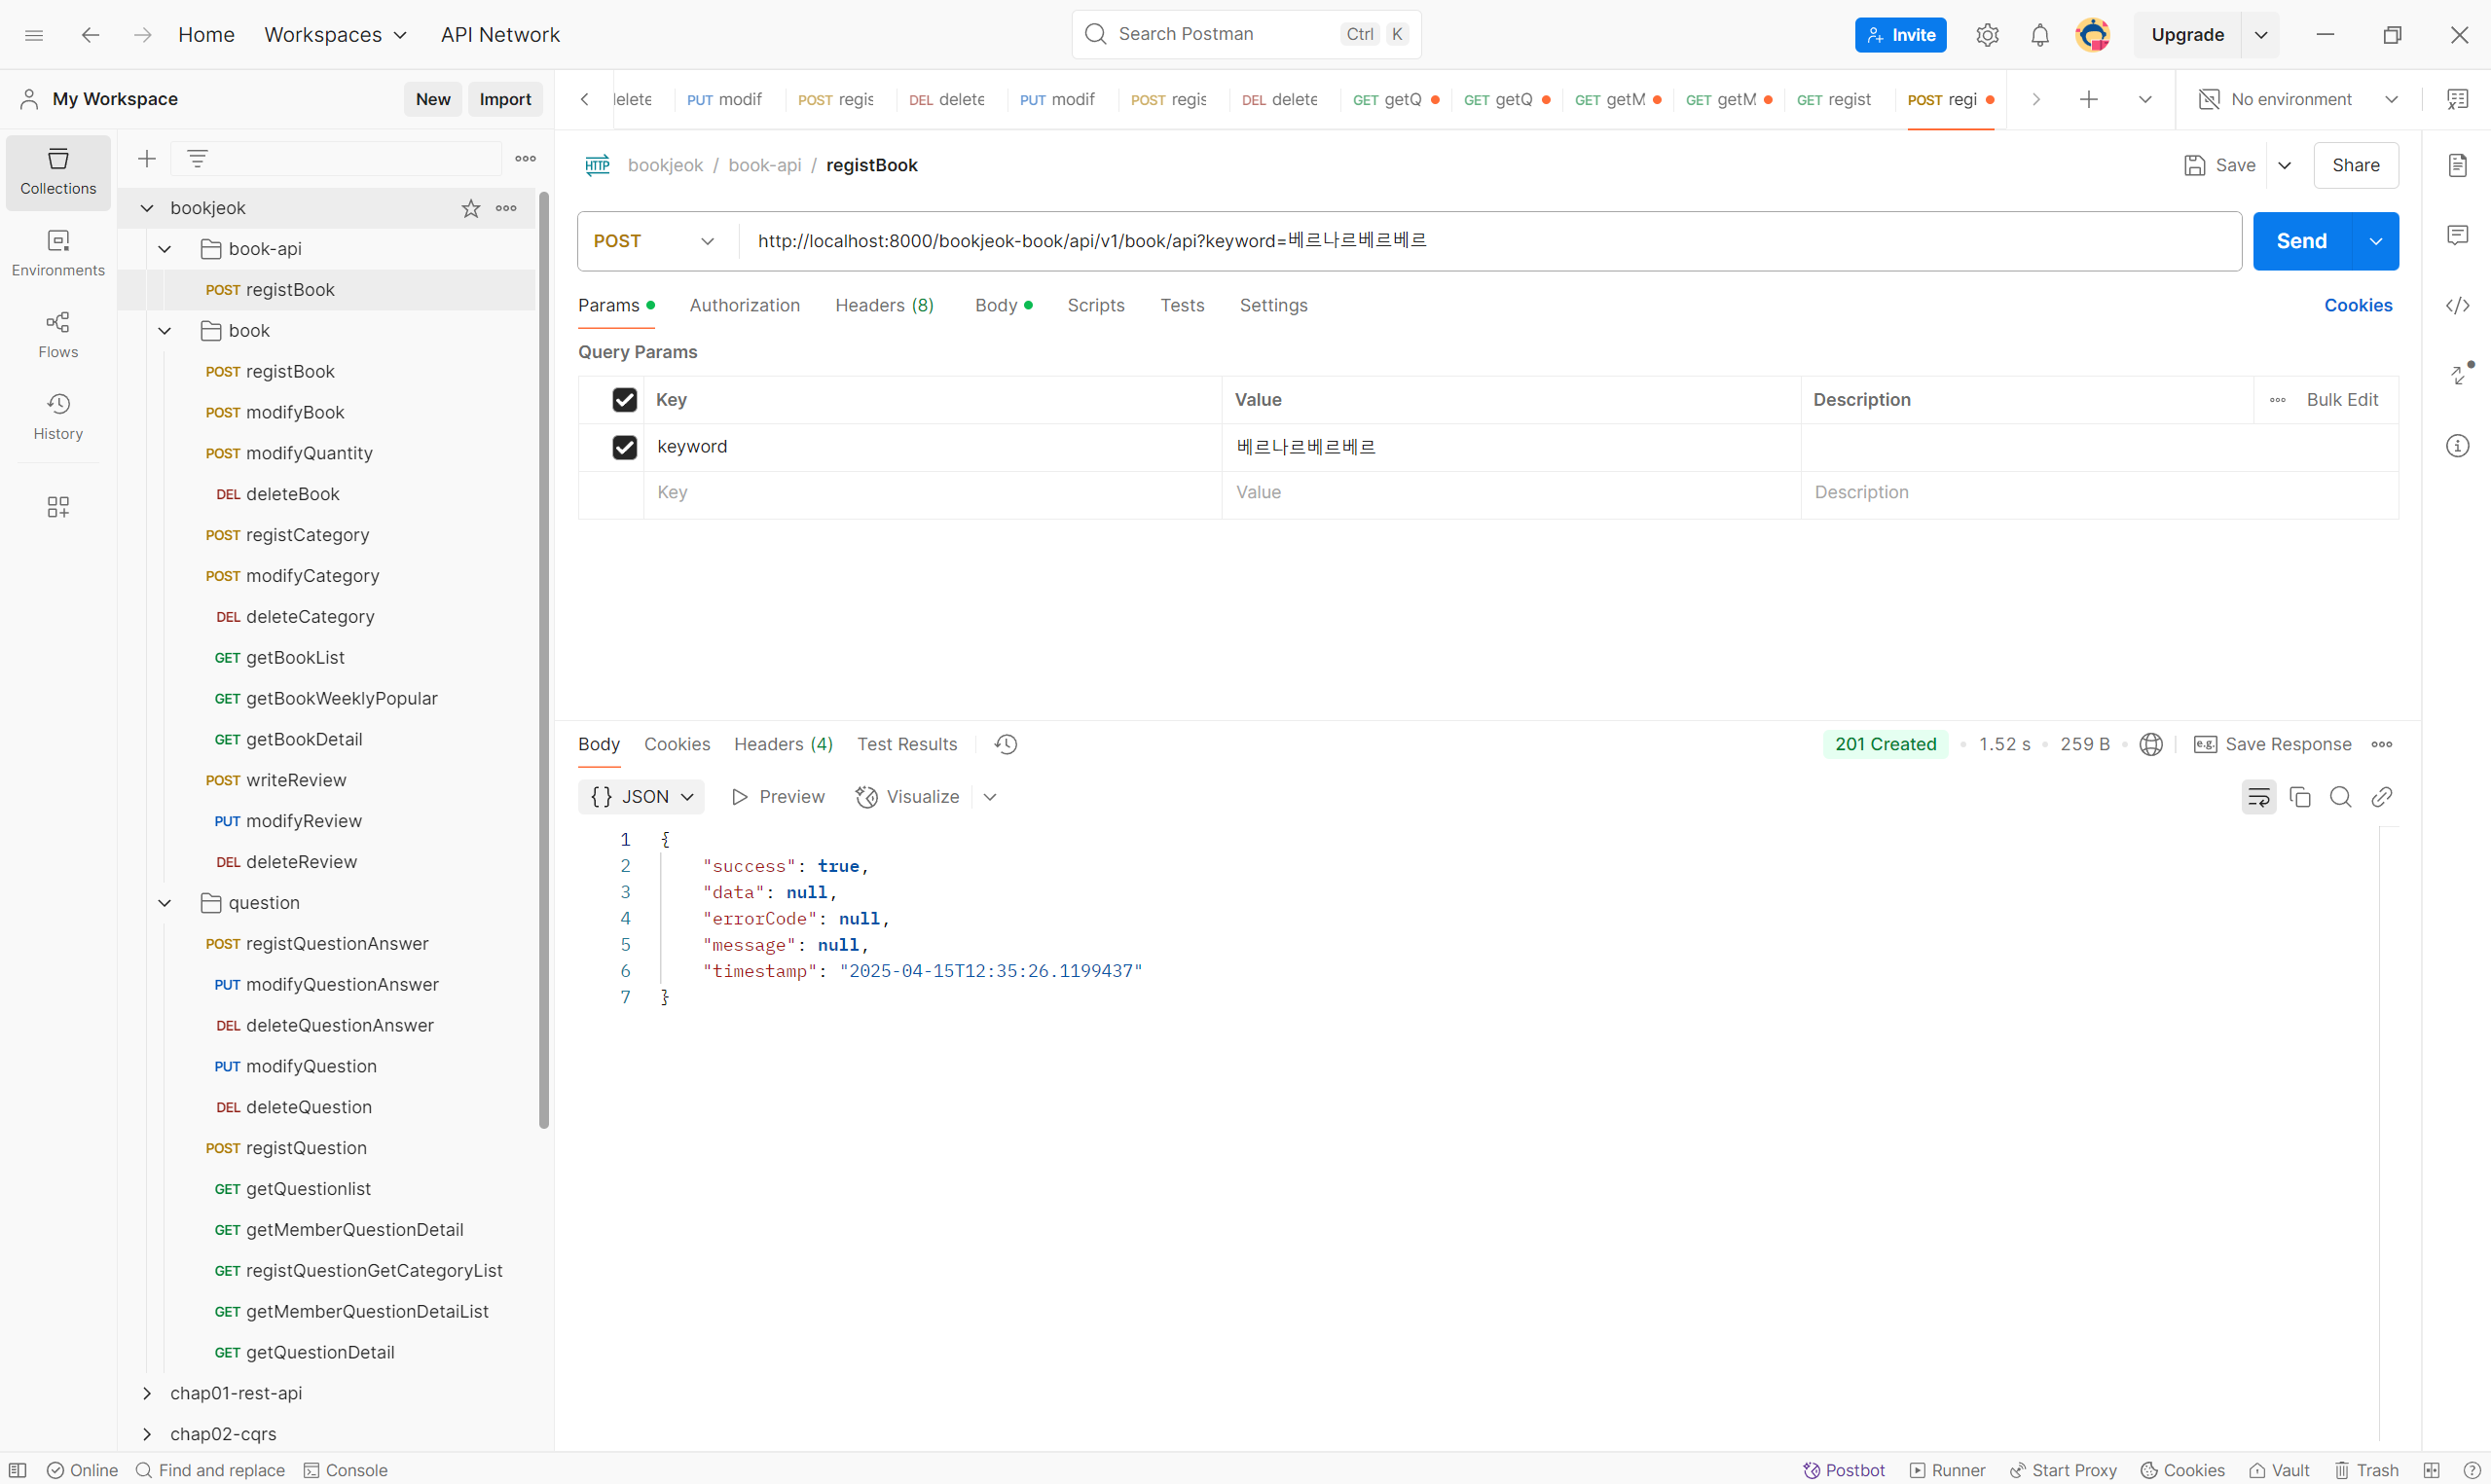 Home Workspaces API Network
Search Postman Ctrl K
Invite Upgrade
My Workspace New Import
PUT modif POST regis DEL delete PUT modif POST regis DEL delete GET getQ GET getQ GET getM GET getM GET regist POST regi
No environment
Collections
Environments
Flows
History
bookjeok
book-api
POST registBook
book
POST registBook
POST modifyBook
POST modifyQuantity
DEL deleteBook
POST registCategory
POST modifyCategory
DEL deleteCategory
GET getBookList
GET getBookWeeklyPopular
GET getBookDetail
POST writeReview
PUT modifyReview
DEL deleteReview
question
POST registQuestionAnswer
PUT modifyQuestionAnswer
DEL deleteQuestionAnswer
PUT modifyQuestion
DEL deleteQuestion
POST registQuestion
GET getQuestionlist
GET getMemberQuestionDetail
GET registQuestionGetCategoryList
GET getMemberQuestionDetaiList
GET getQuestionDetail
chap01-rest-api
chap02-cqrs
HTTP bookjeok / book-api / registBook
Save Share
POST http://localhost:8000/bookjeok-book/api/v1/book/api?keyword=베르나르베르베르
Send
Params Authorization Headers (8) Body Scripts Tests Settings Cookies
Query Params
Key Value Description Bulk Edit
keyword 베르나르베르베르
Key Value Description
Body Cookies Headers (4) Test Results
201 Created 1.52 s 259 B e.g. Save Response
{} JSON Preview Visualize
1 {
2 "success": true,
3 "data": null,
4 "errorCode": null,
5 "message": null,
6 "timestamp": "2025-04-15T12:35:26.1199437"
7 }
Online Find and replace Console
Postbot Runner Start Proxy Cookies Vault Trash